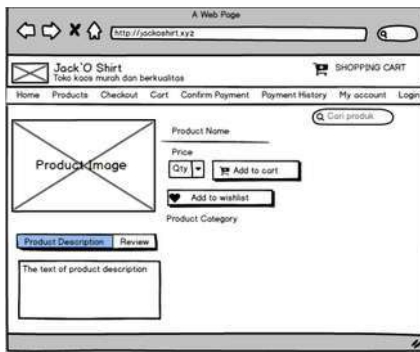 A Web Page
http://jackoshirt.xyz
Jack'O Shirt
Toko kaos murah dan berkualitas
SHOPPING CART
Home Products Checkout Cart Confirm Payment Payment History My account Login
Cari produk
Product Image
Product Name
Price
Qty
Add to cart
Add to wishlist
Product Category
Product Description
Review
The text of product description